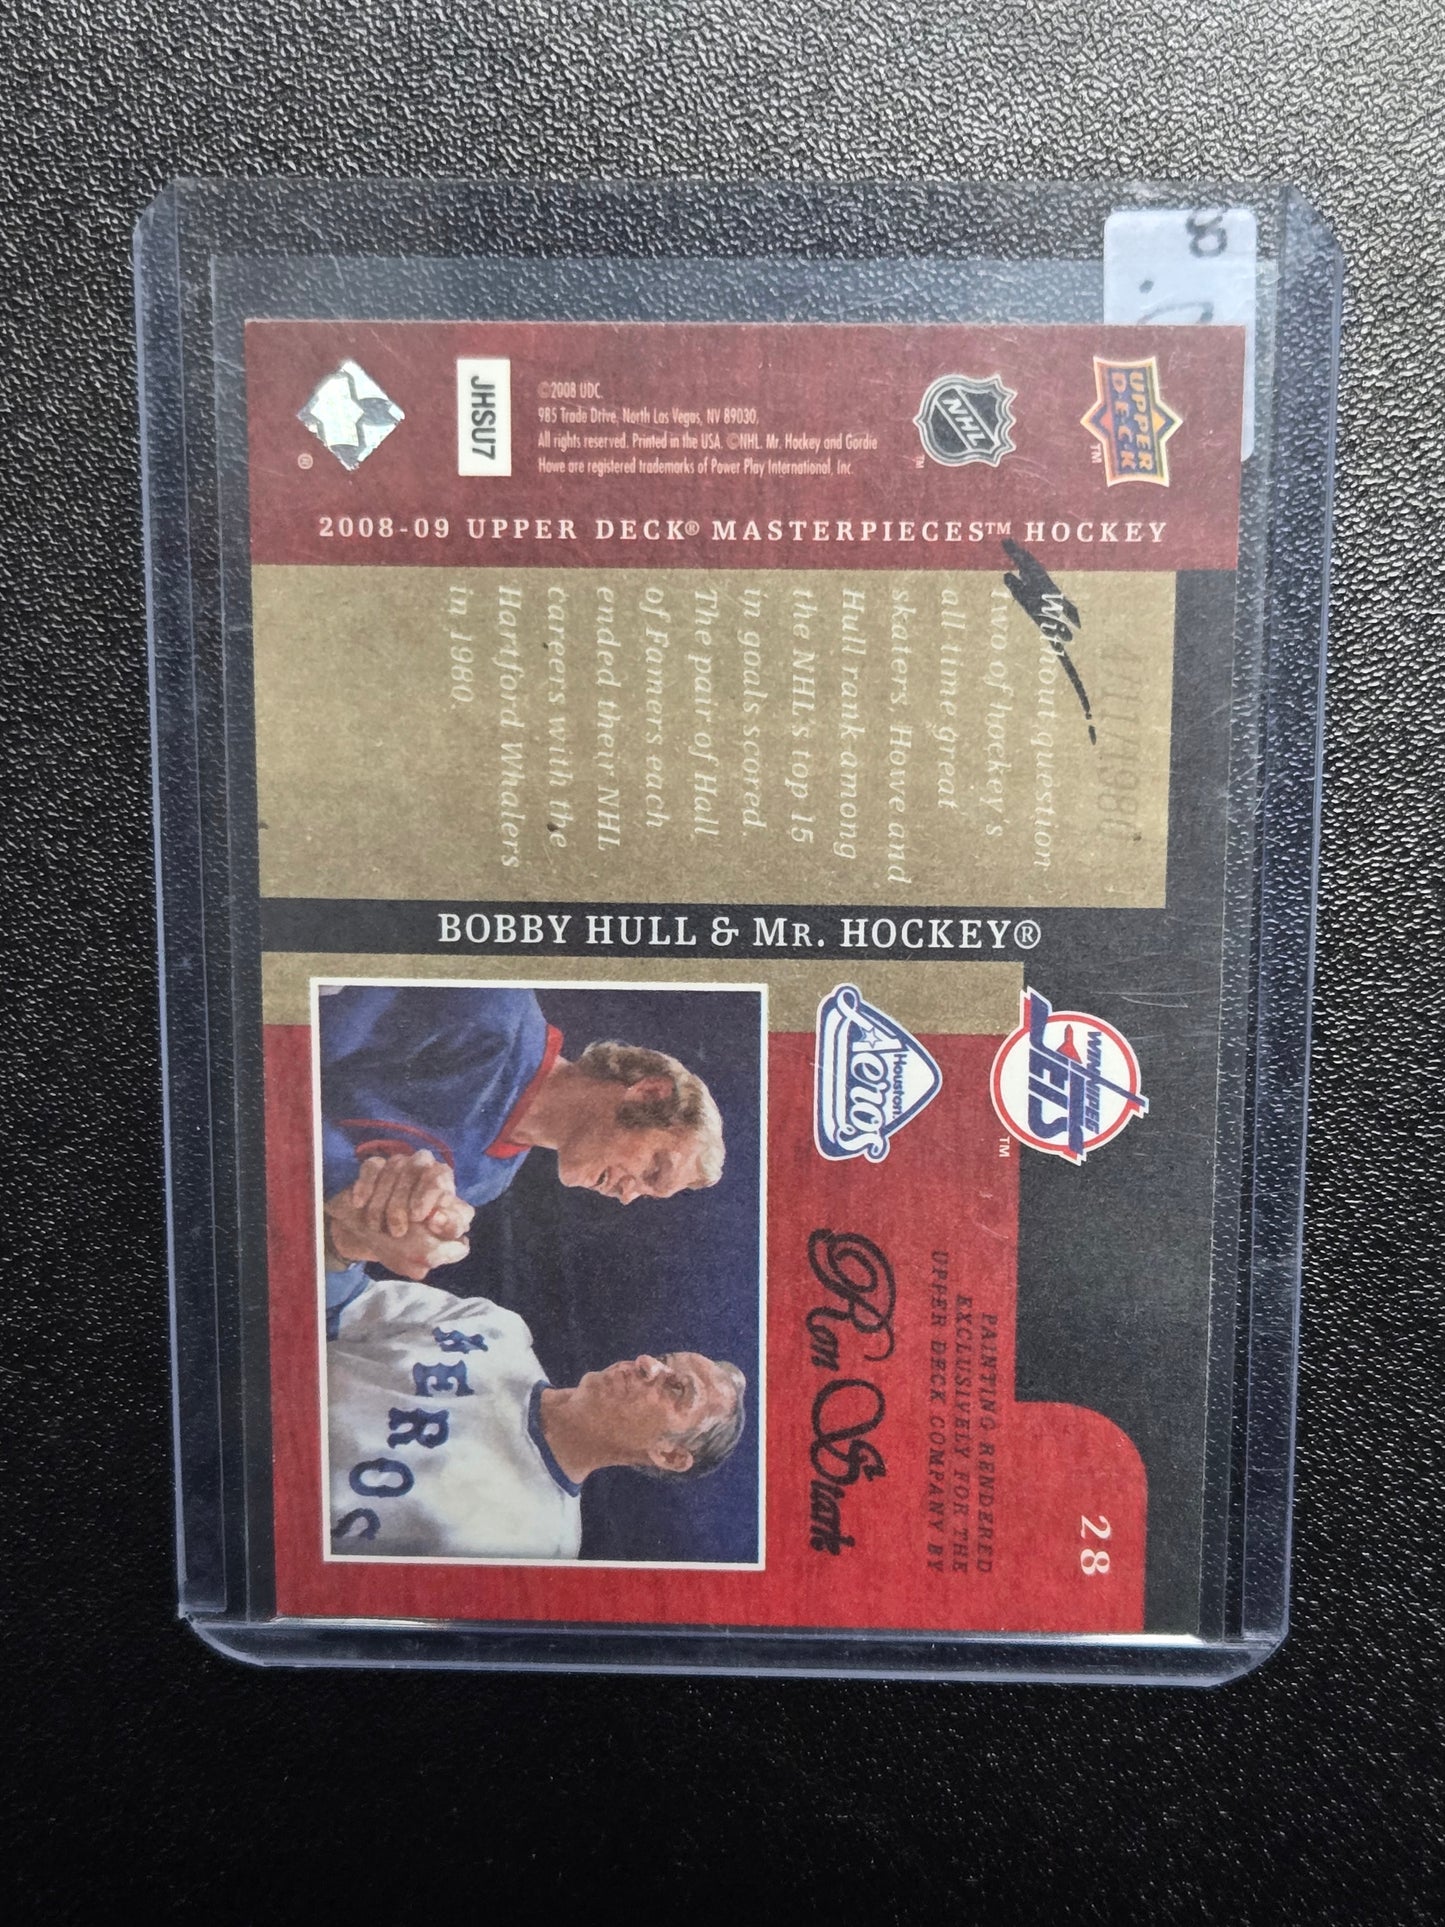 ©2008 UDC.
985 Trade Drive, North Las Vegas, NV 89030.
All rights reserved. Printed in the USA. ©NHL. Mr. Hockey and Gordie
Howe are registered trademarks of Power Play International, Inc.
JHSU7
®
NHL
TM
UPPER
DECK
TM
2008-09 UPPER DECK® MASTERPIECES™ HOCKEY
Without question
two of hockey's
all time great
skaters, Howe and
Hull rank among
the NHL's top 15
in goals scored.
The pair of Hall
of Famers each
ended their NHL
careers with the
Hartford Whalers
in 1980.
BOBBY HULL & MR. HOCKEY®
WINNIPEG
JETS
TM
Houston
Aeros
28
PAINTING RENDERED
EXCLUSIVELY FOR THE
UPPER DECK COMPANY BY
Ron Stark
AEROS